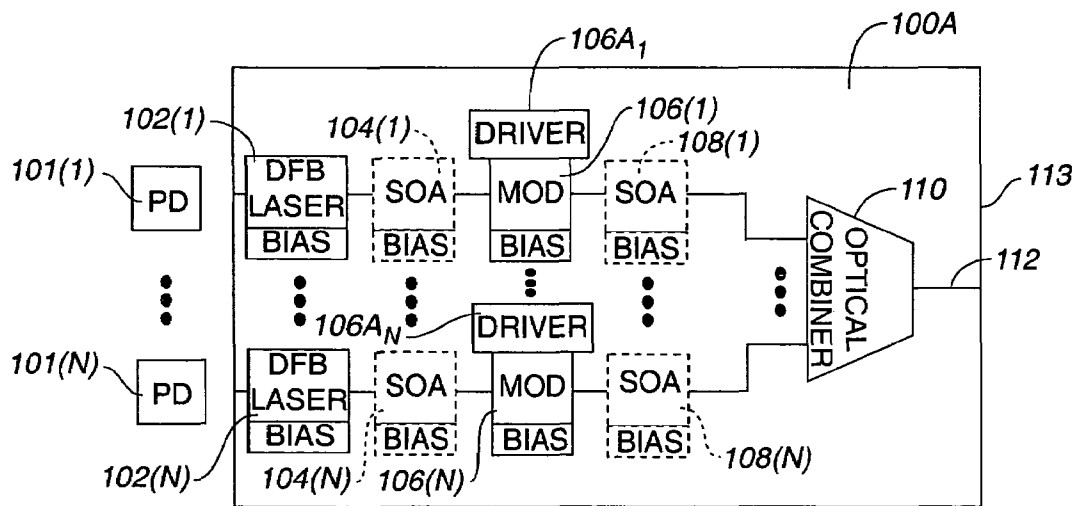 106A1
100A
102(1)
104(1)
106(1)
108(1)
101(1)
DRIVER
110
113
PD
DFB
LASER
BIAS
SOA
BIAS
MOD
BIAS
SOA
BIAS
OPTICAL
COMBINER
112
106AN
DRIVER
101(N)
PD
DFB
LASER
BIAS
SOA
BIAS
MOD
BIAS
SOA
BIAS
102(N)
104(N)
106(N)
108(N)